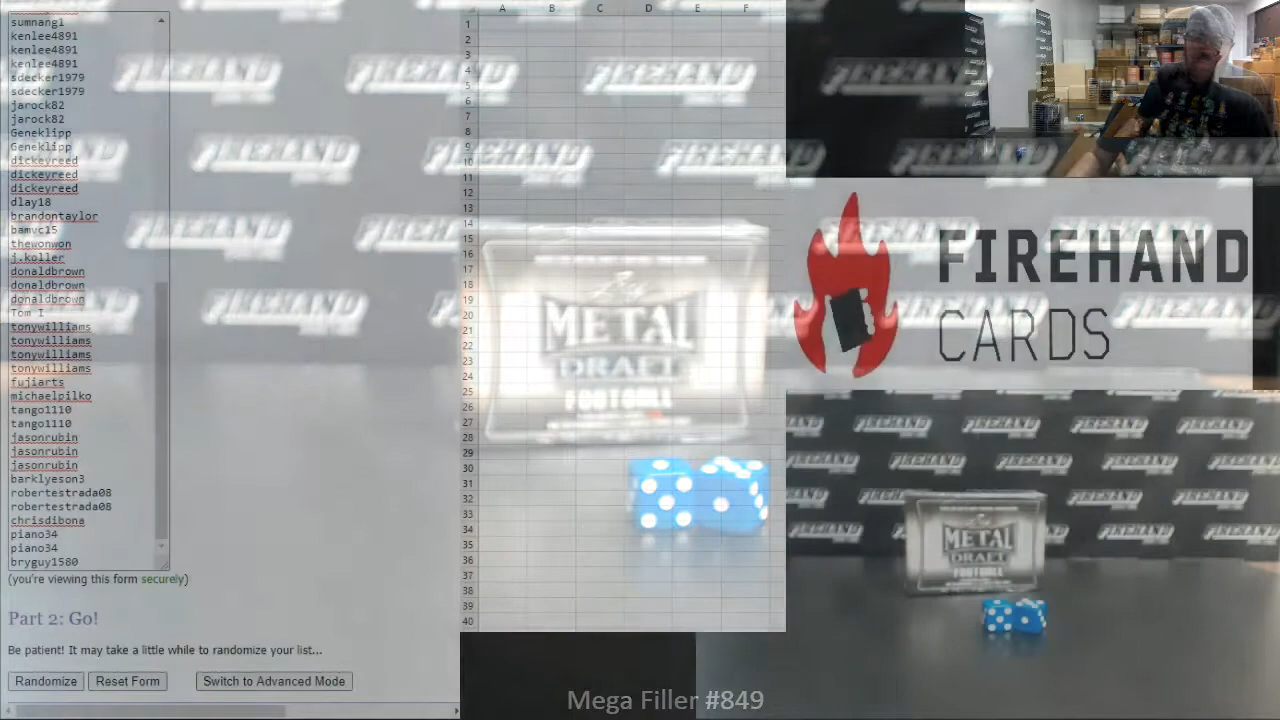 sumnang1
kenlee4891
kenlee4891
kenlee4891
sdecker1979
sdecker1979
jarock82
jarock82
Geneklipp
Geneklipp
dickeyreed
dickeyreed
dickeyreed
dlay18
brandontaylor
bamvc15
thewonwon
j.koller
donaldbrown
donaldbrown
donaldbrown
Tom I
tonywilliams
tonywilliams
tonywilliams
tonywilliams
fujiarts
michaelpilko
tango1110
tango1110
jasonrubin
jasonrubin
jasonrubin
barklyeson3
robertestrada08
robertestrada08
chrisdibona
piano34
piano34
bryguy1580
(you're viewing this form securely)
Part 2: Go!
Be patient! It may take a little while to randomize your list...
Randomize Reset Form Switch to Advanced Mode
A B C D E F
1
2
3
4
5
6
7
8
9
10
11
12
13
14
15
16
17
18
19
20
21
22
23
24
25
26
27
28
29
30
31
32
33
34
35
36
37
38
39
40
METAL
DRAFT
FOOTBALL
FIREHAND
CARDS
METAL
DRAFT
FOOTBALL
Mega Filler #849